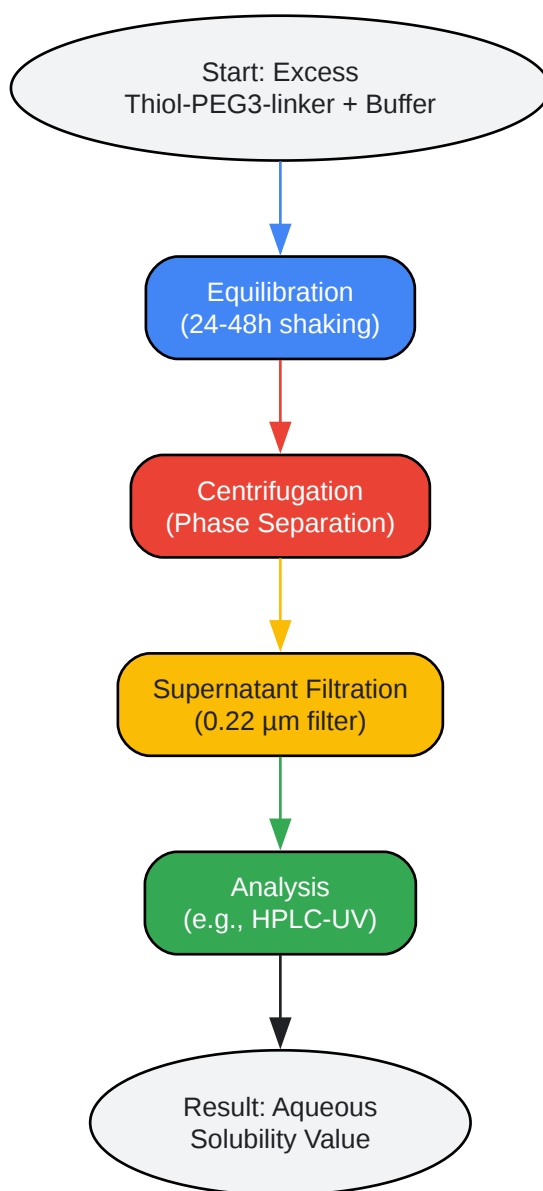 Start: Excess
Thiol-PEG3-linker + Buffer
Equilibration
(24-48h shaking)
Centrifugation
(Phase Separation)
Supernatant Filtration
(0.22 µm filter)
Analysis
(e.g., HPLC-UV)
Result: Aqueous
Solubility Value